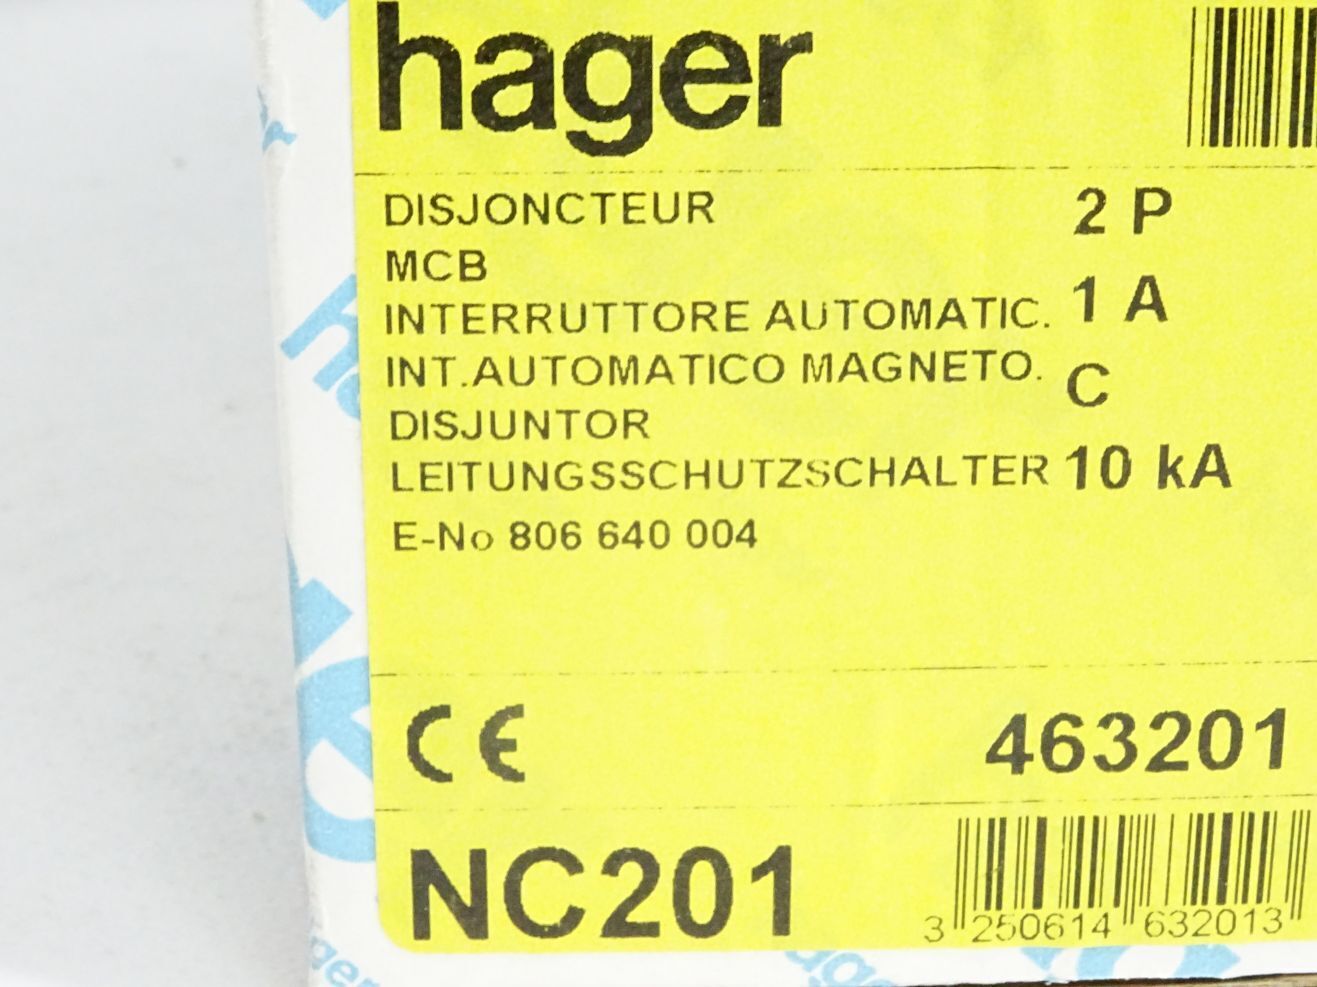 hager
DISJONCTEUR 2 P
MCB
INTERRUTTORE AUTOMATIC. 1 A
INT.AUTOMATICO MAGNETO. C
DISJUNTOR
LEITUNGSSCHUTZSCHALTER 10 kA
E-No 806 640 004
CE 463201
NC201
3 250614 632013